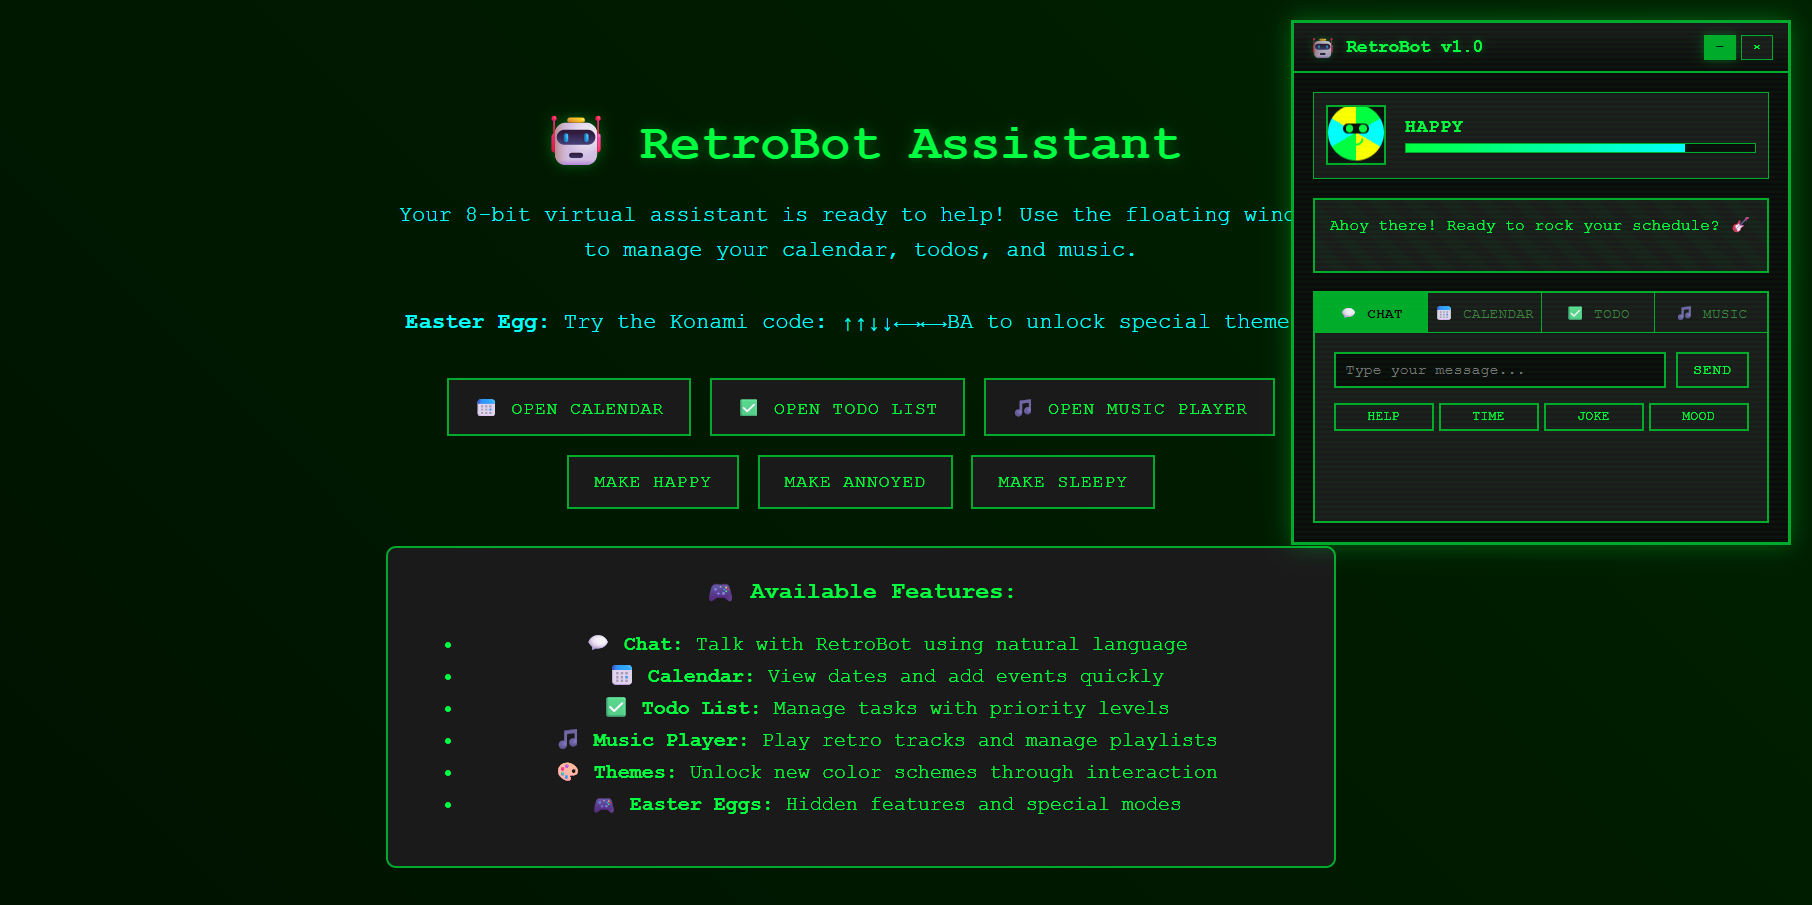 RetroBot Assistant
Your 8-bit virtual assistant is ready to help! Use the floating
to manage your calendar, todos, and music.
Easter Egg: Try the Konami code: ↑↑↓↓←→←→BA to unlock special theme
OPEN CALENDAR
OPEN TODO LIST
OPEN MUSIC PLAYER
MAKE HAPPY
MAKE ANNOYED
MAKE SLEEPY
🎮 Available Features:
• 💬 Chat: Talk with RetroBot using natural language
• 📅 Calendar: View dates and add events quickly
• ✅ Todo List: Manage tasks with priority levels
• 🎵 Music Player: Play retro tracks and manage playlists
• 🎨 Themes: Unlock new color schemes through interaction
• 🎮 Easter Eggs: Hidden features and special modes
RetroBot v1.0
− ×
HAPPY
Ahoy there! Ready to rock your schedule? 🎸
CHAT
CALENDAR
TODO
MUSIC
Type your message...
SEND
HELP
TIME
JOKE
MOOD